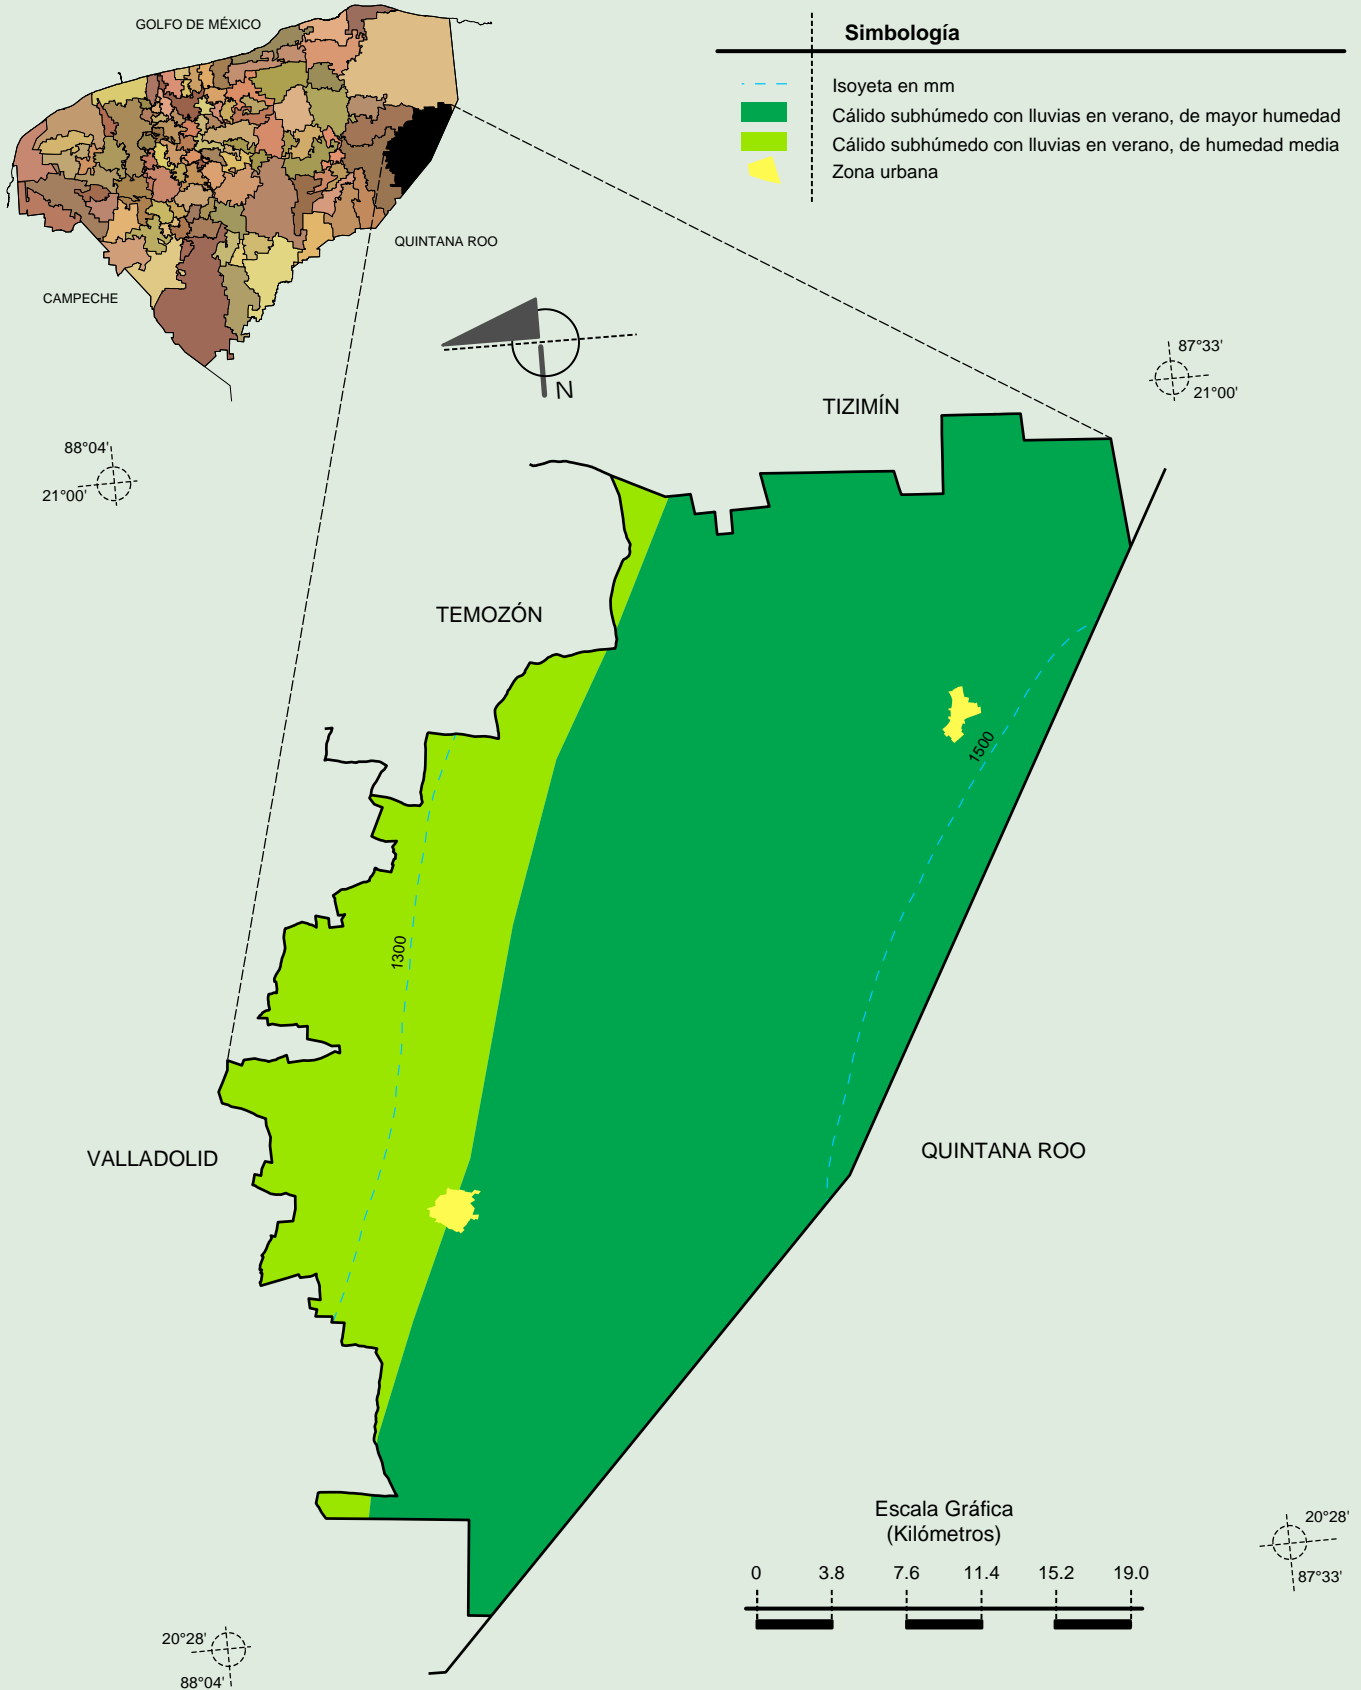 GOLFO DE MÉXICO
QUINTANA ROO
CAMPECHE
Simbología
Isoyeta en mm
Cálido subhúmedo con lluvias en verano, de mayor humedad
Cálido subhúmedo con lluvias en verano, de humedad media
Zona urbana
N
87°33'
21°00'
88°04'
21°00'
TIZIMÍN
TEMOZÓN
1500
1300
VALLADOLID
QUINTANA ROO
Escala Gráfica
(Kilómetros)
0 3.8 7.6 11.4 15.2 19.0
20°28'
87°33'
20°28'
88°04'